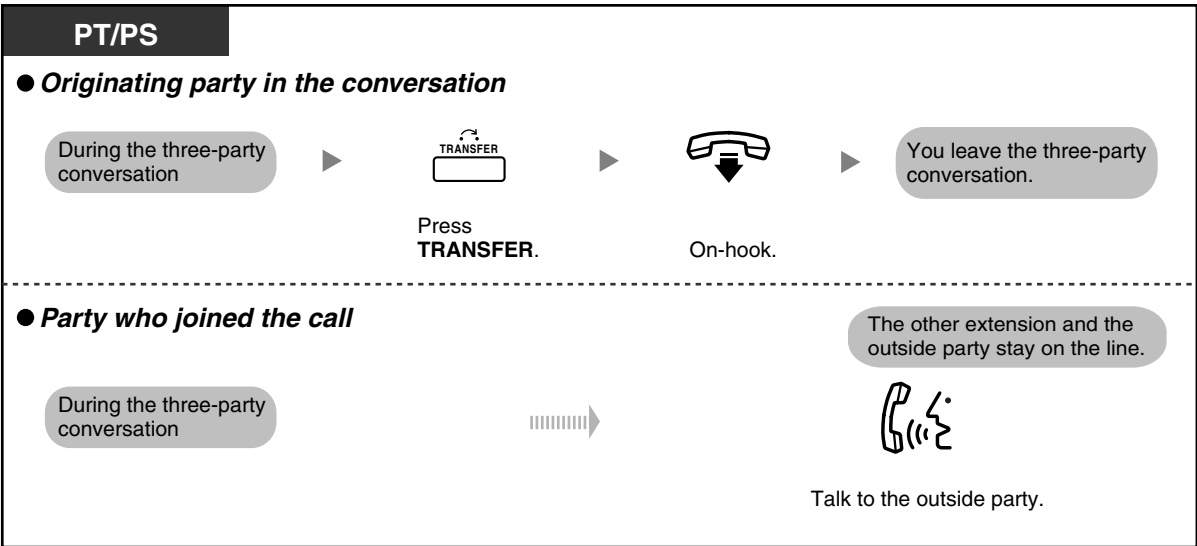 PT/PS
Originating party in the conversation
During the three-party
conversation
TRANSFER
You leave the three-party
conversation.
Press
TRANSFER.
On-hook.
Party who joined the call
The other extension and the
outside party stay on the line.
During the three-party
conversation
Talk to the outside party.